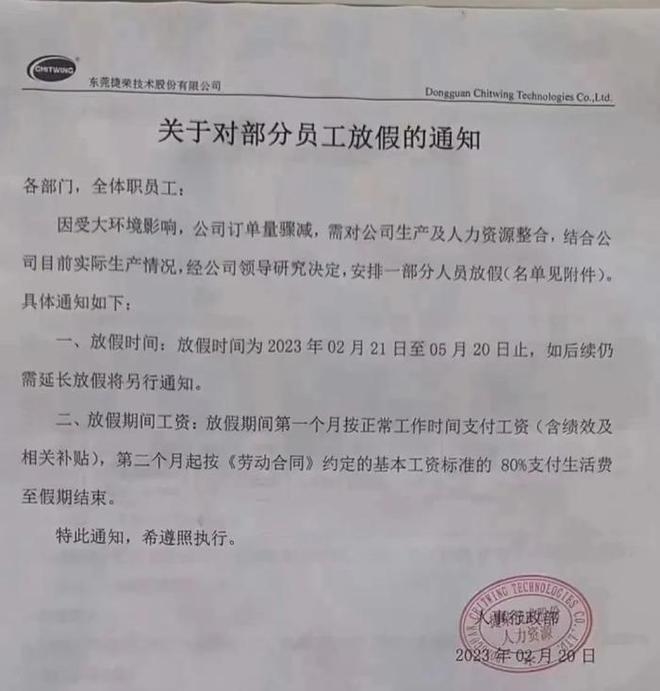 CHITWING
东莞捷荣技术股份有限公司
Dongguan Chitwing Technologies Co.,Ltd.
关于对部分员工放假的通知
各部门，全体职员工：
因受大环境影响，公司订单量骤减，需对公司生产及人力资源整合，结合公
司目前实际生产情况，经公司领导研究决定，安排一部分人员放假（名单见附件）。
具体通知如下：
一、放假时间：放假时间为 2023 年 02 月 21 日至 05 月 20 日止，如后续仍
需延长放假将另行通知。
二、放假期间工资：放假期间第一个月按正常工作时间支付工资（含绩效及
相关补贴），第二个月起按《劳动合同》约定的基本工资标准的 80%支付生活费
至假期结束。
特此通知，希遵照执行。
DONGGUAN CHITWING TECHNOLOGIES CO.,LTD.
人事行政部
人力资源
2023 年 02 月 20 日